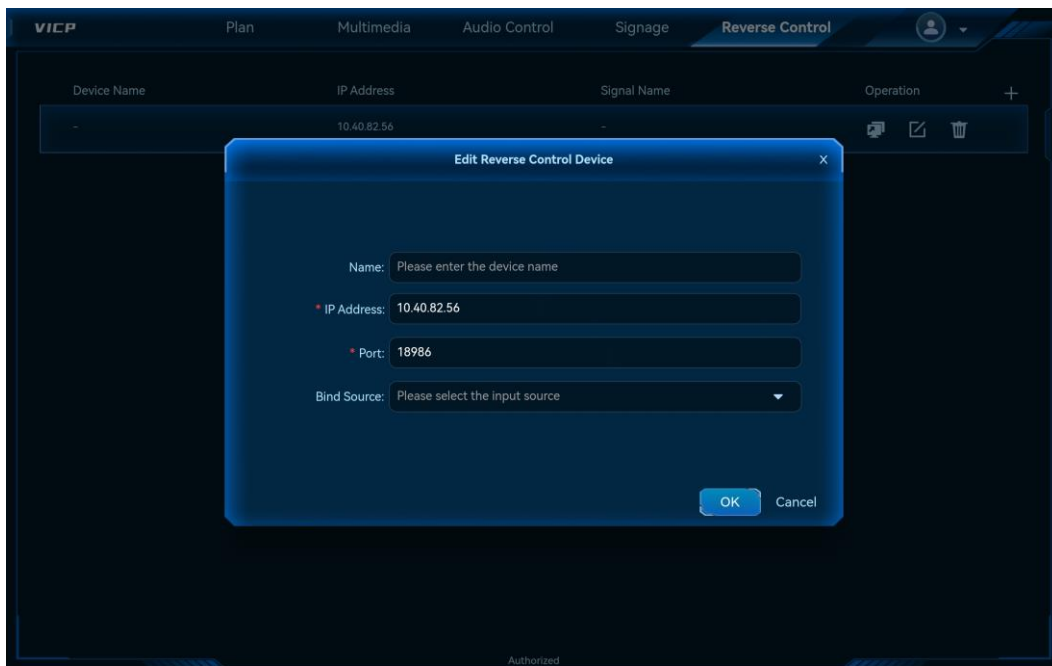 VICP Plan Multimedia Audio Control Signage Reverse Control
Device Name IP Address Signal Name Operation +
- 10.40.82.56 -
Edit Reverse Control Device X
Name: Please enter the device name
* IP Address: 10.40.82.56
* Port: 18986
Bind Source: Please select the input source
OK Cancel
Authorized